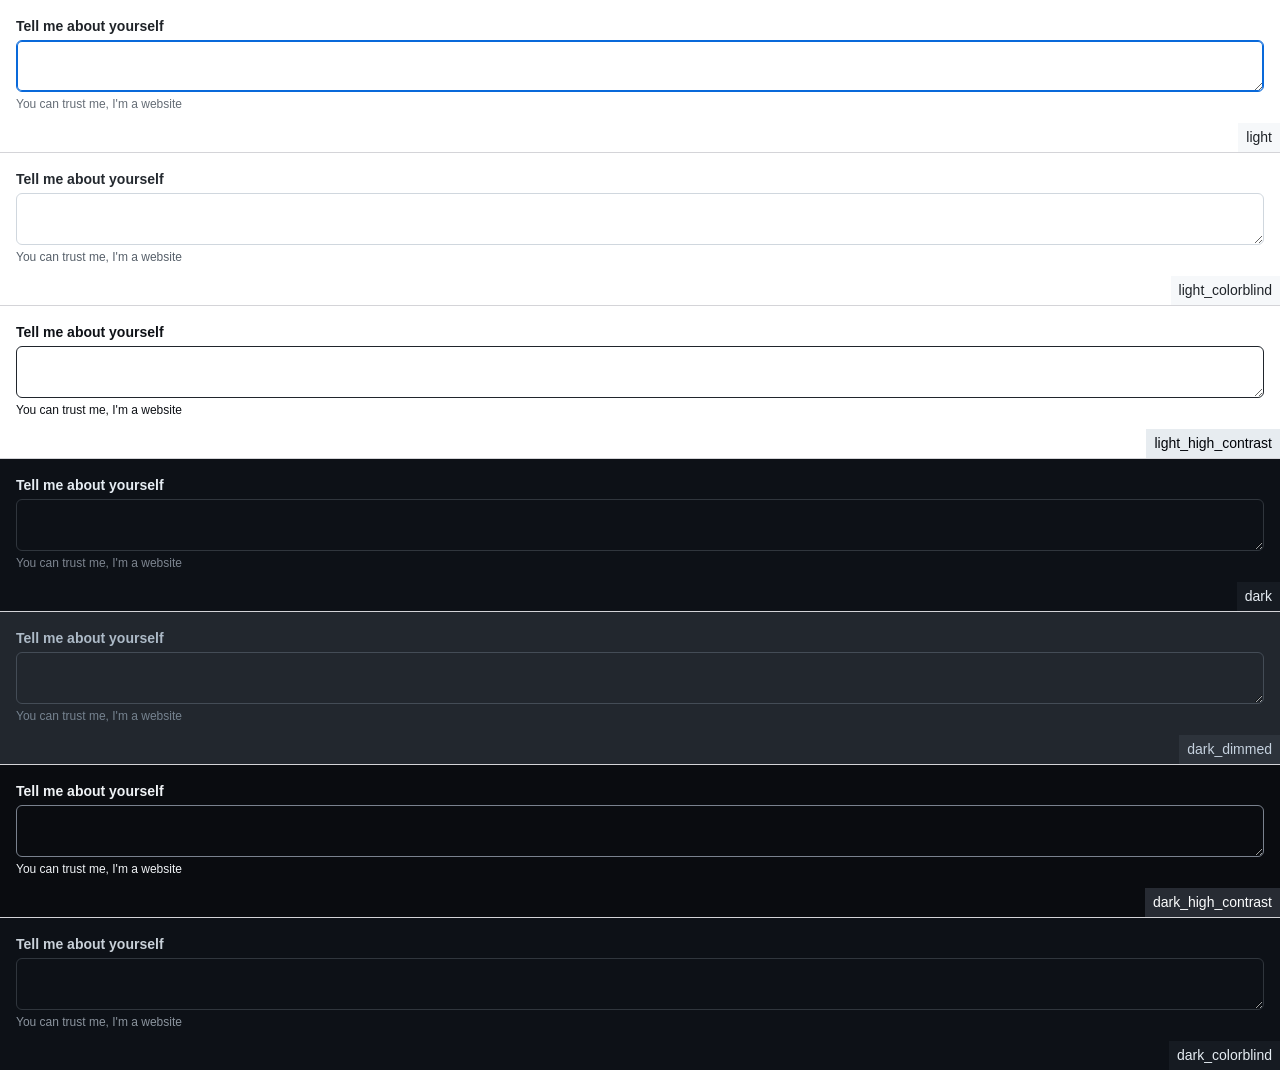 Tell me about yourself
You can trust me, I'm a website
light
Tell me about yourself
You can trust me, I'm a website
light_colorblind
Tell me about yourself
You can trust me, I'm a website
light_high_contrast
Tell me about yourself
You can trust me, I'm a website
dark
Tell me about yourself
You can trust me, I'm a website
dark_dimmed
Tell me about yourself
You can trust me, I'm a website
dark_high_contrast
Tell me about yourself
You can trust me, I'm a website
dark_colorblind